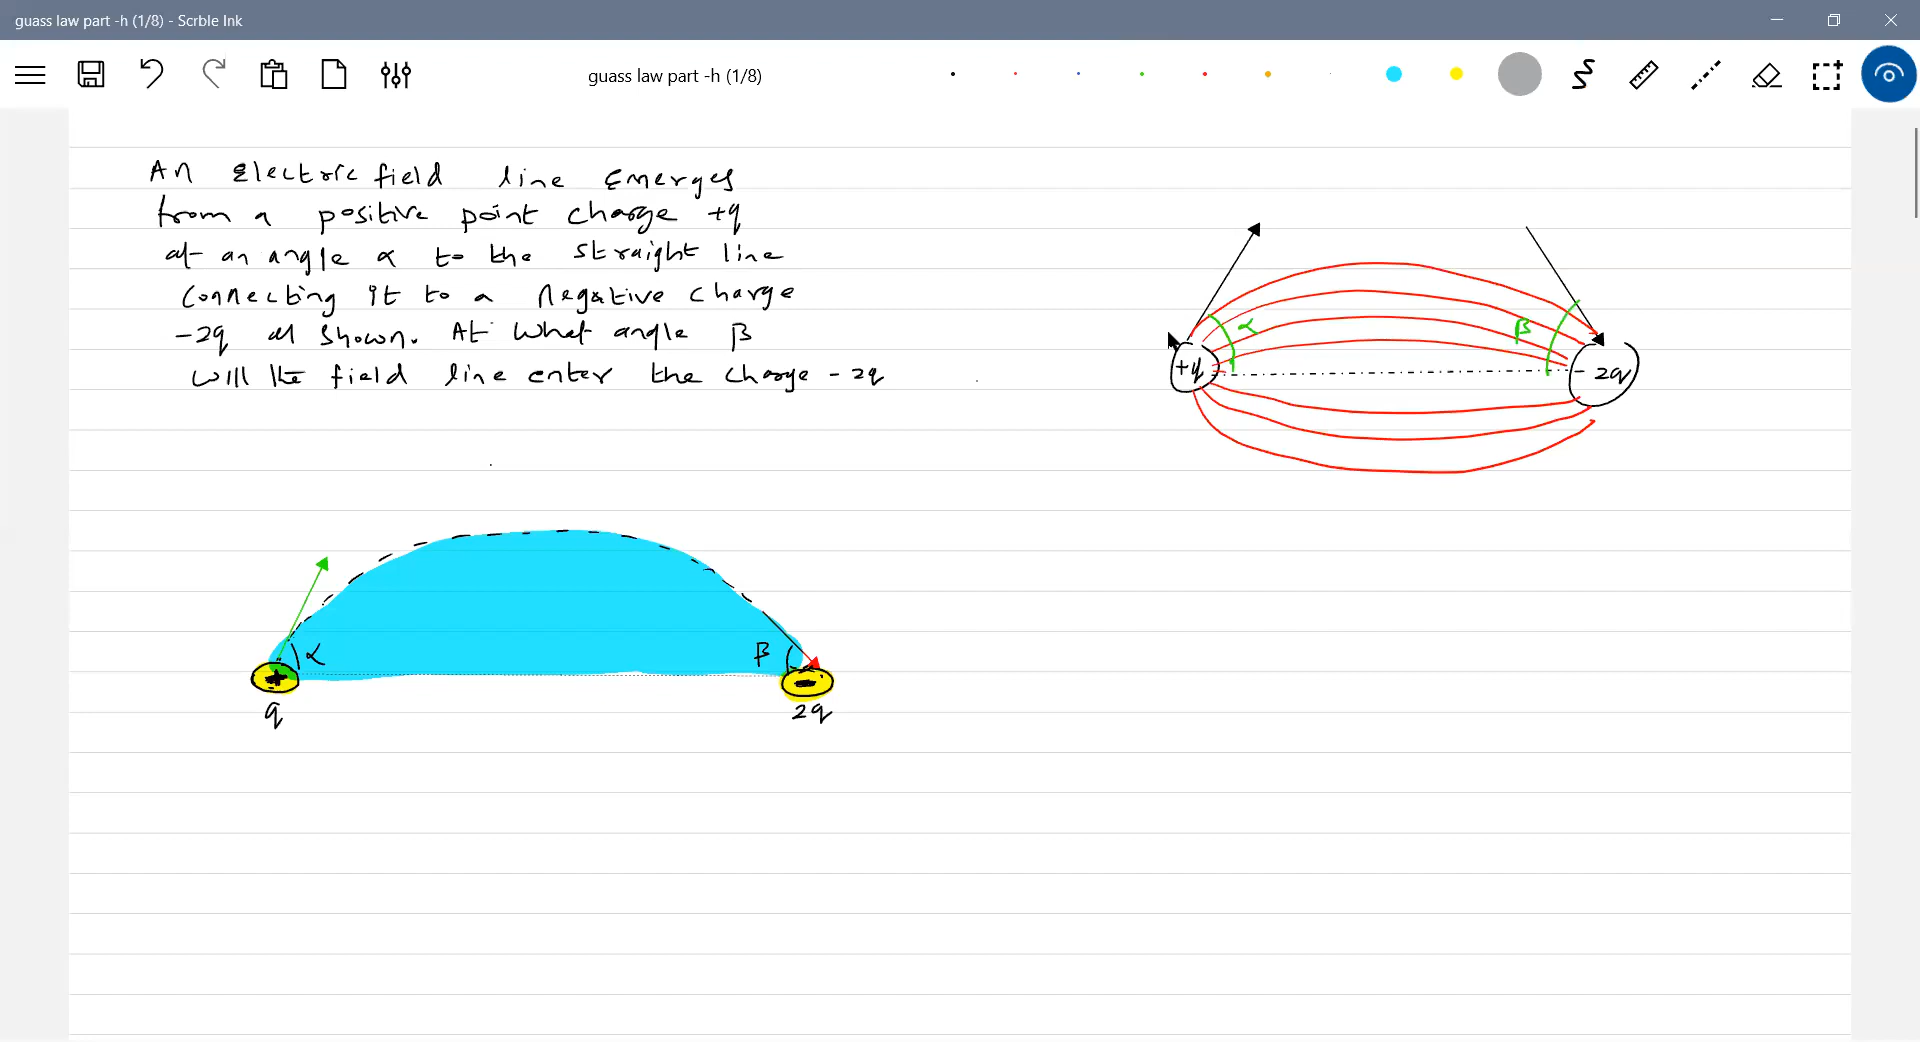 guass law part -h (1/8) - Scrble Ink
guass law part -h (1/8)
An Electric field line Emerges
from a positive point charge +q
at an angle α to the straight line
connecting it to a negative charge
-2q as shown. At what angle β
will the field line enter the charge -2q
α
β
+q
- 2q
α
β
+
-
q
2q